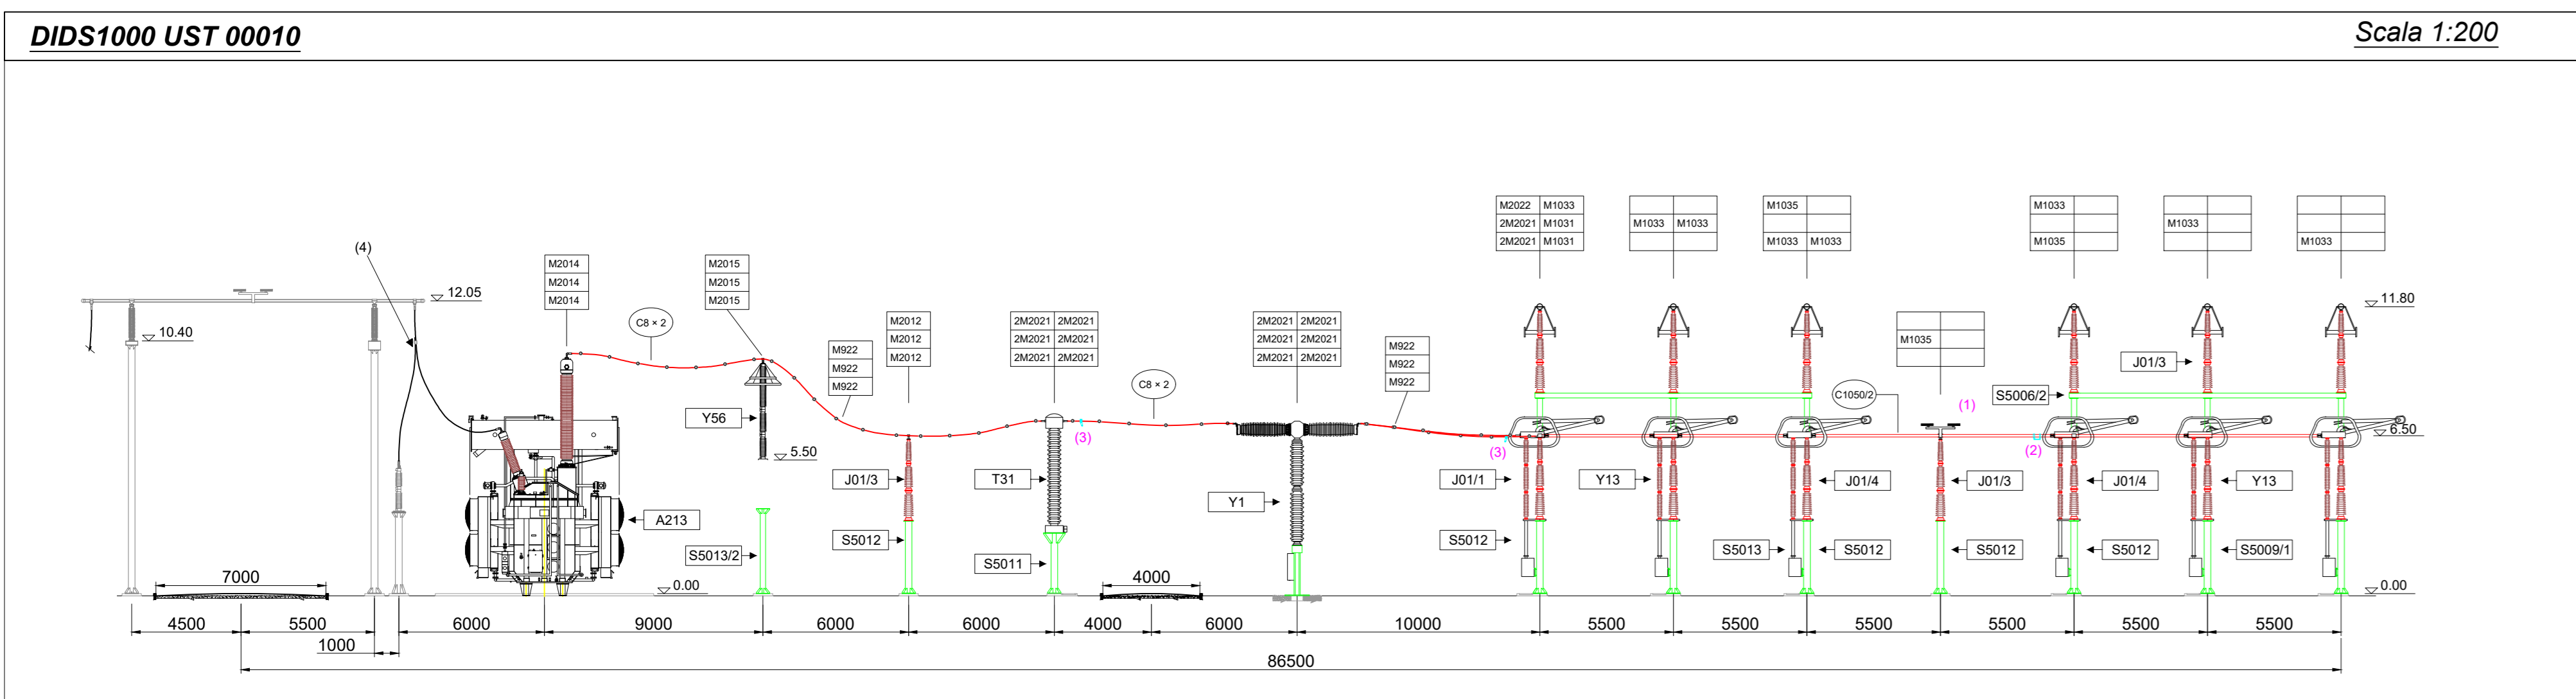 DIDS1000 UST 00010
Scala 1:200
M2022 M1033
2M2021 M1031
2M2021 M1031
M1033 M1033
M1035
M1033 M1033
M1033
M1035
M1033
M1033
(4)
M2014
M2014
M2014
M2015
M2015
M2015
12.05
11.80
C8 × 2
10.40
M2012
M2012
M2012
2M2021 2M2021
2M2021 2M2021
2M2021 2M2021
2M2021 2M2021
2M2021 2M2021
2M2021 2M2021
M1035
M922
M922
M922
M922
M922
M922
J01/3
C8 × 2
C1050/2
S5006/2
(1)
Y56
(3)
(3)
(2)
6.50
5.50
J01/3
T31
Y1
J01/1
Y13
J01/4
J01/3
J01/4
Y13
A213
S5013/2
S5012
S5011
S5012
S5013
S5012
S5012
S5012
S5009/1
7000
0.00
4000
0.00
4500
5500
6000
9000
6000
6000
4000
6000
10000
5500
5500
5500
5500
5500
5500
1000
86500